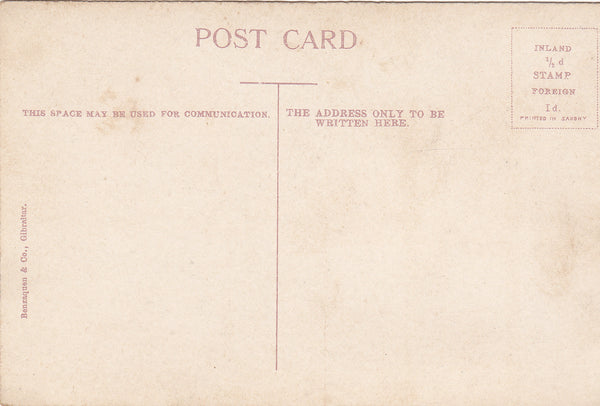 POST CARD
THIS SPACE MAY BE USED FOR COMMUNICATION.
THE ADDRESS ONLY TO BE
WRITTEN HERE.
INLAND
½ d
STAMP
FOREIGN
1d.
PRINTED IN SAXONY
Benzaquen & Co., Gibraltar.